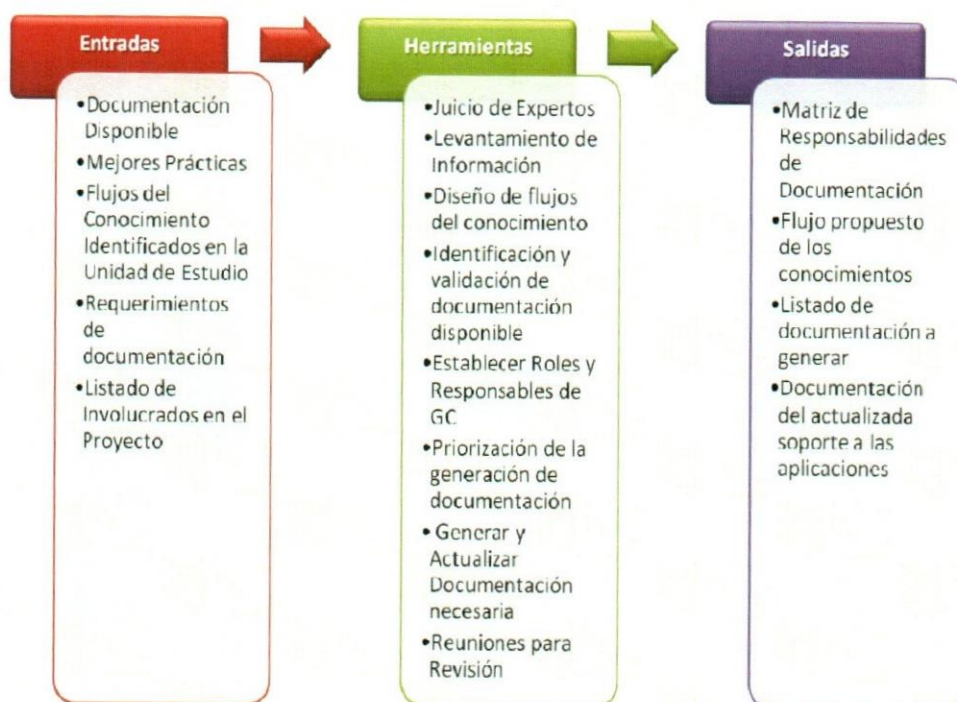 Entradas
•Documentación
Disponible
•Mejores Prácticas
•Flujos del
Conocimiento
Identificados en la
Unidad de Estudio
•Requerimientos
de
documentación
•Listado de
Involucrados en el
Proyecto
Herramientas
•Juicio de Expertos
•Levantamiento de
Información
•Diseño de flujos
del conocimiento
•Identificación y
validación de
documentación
disponible
•Establecer Roles y
Responsables de
GC
•Priorización de la
generación de
documentación
• Generar y
Actualizar
Documentación
necesaria
•Reuniones para
Revisión
Salidas
•Matriz de
Responsabilidades
de
Documentación
•Flujo propuesto
de los
conocimientos
•Listado de
documentación a
generar
•Documentación
del actualizada
soporte a las
aplicaciones